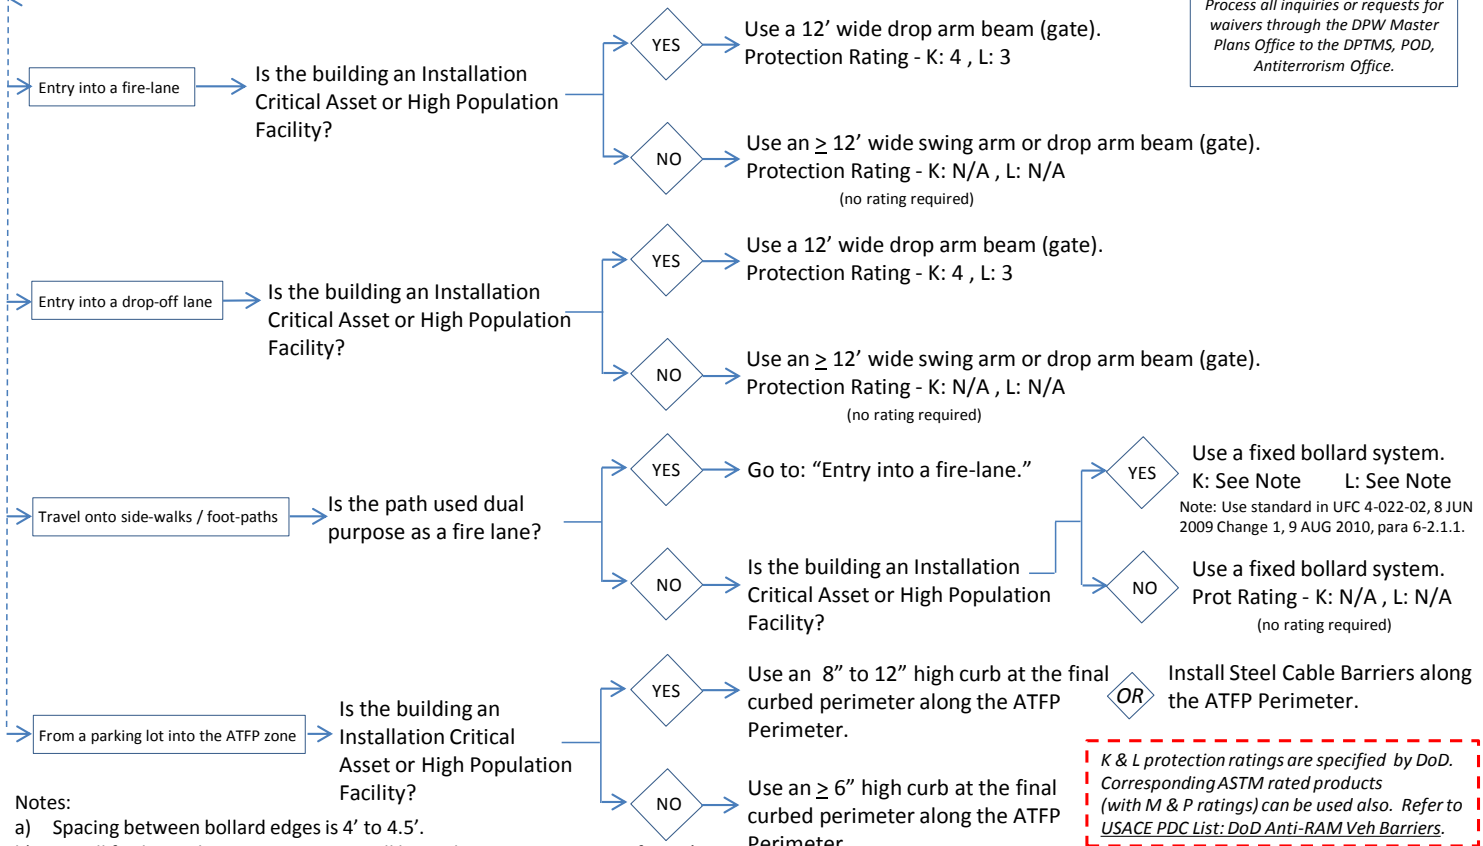 Process all inquiries or requests for
waivers through the DPW Master
Plans Office to the DPTMS, POD,
Antiterrorism Office.
Entry into a fire-lane
Is the building an Installation
Critical Asset or High Population
Facility?
YES
Use a 12’ wide drop arm beam (gate).
Protection Rating - K: 4 , L: 3
NO
Use an > 12’ wide swing arm or drop arm beam (gate).
Protection Rating - K: N/A , L: N/A
(no rating required)
Entry into a drop-off lane
Is the building an Installation
Critical Asset or High Population
Facility?
YES
Use a 12’ wide drop arm beam (gate).
Protection Rating - K: 4 , L: 3
NO
Use an > 12’ wide swing arm or drop arm beam (gate).
Protection Rating - K: N/A , L: N/A
(no rating required)
Travel onto side-walks / foot-paths
Is the path used dual
purpose as a fire lane?
YES
Go to: “Entry into a fire-lane.”
NO
Is the building an Installation
Critical Asset or High Population
Facility?
YES
Use a fixed bollard system.
K: See Note L: See Note
Note: Use standard in UFC 4-022-02, 8 JUN
2009 Change 1, 9 AUG 2010, para 6-2.1.1.
NO
Use a fixed bollard system.
Prot Rating - K: N/A , L: N/A
(no rating required)
From a parking lot into the ATFP zone
Is the building an
Installation Critical
Asset or High Population
Facility?
YES
Use an 8” to 12” high curb at the final
curbed perimeter along the ATFP
Perimeter.
OR
Install Steel Cable Barriers along
the ATFP Perimeter.
NO
Use an > 6” high curb at the final
curbed perimeter along the ATFP
Perimeter
K & L protection ratings are specified by DoD.
Corresponding ASTM rated products
(with M & P ratings) can be used also. Refer to
USACE PDC List: DoD Anti-RAM Veh Barriers.
Notes:
a) Spacing between bollard edges is 4’ to 4.5’.